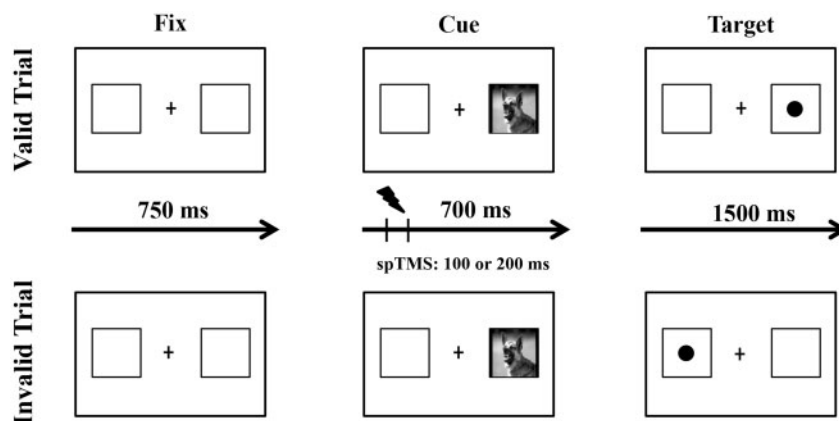 Fix
Cue
Target
Valid Trial
+
+
+
750 ms
700 ms
1500 ms
spTMS: 100 or 200 ms
Invalid Trial
+
+
+